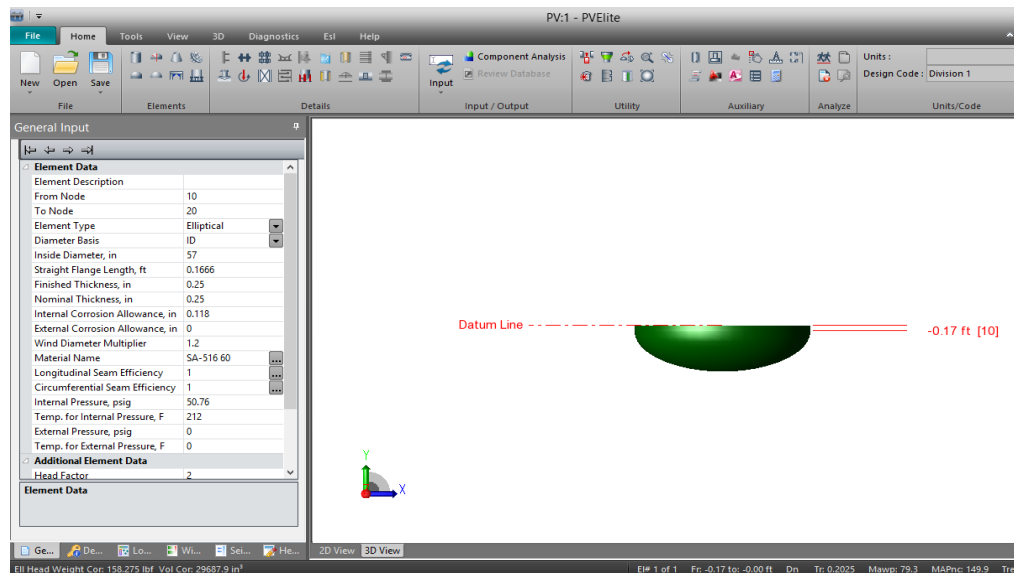 PV:1 - PVElite
File Home Tools View 3D Diagnostics Esl Help
New Open Save
Input
Component Analysis
Review Database
Units :
Design Code : Division 1
File Elements Details Input / Output Utility Auxiliary Analyze Units/Code
General Input
Element Data
Element Description
From Node 10
To Node 20
Element Type Elliptical
Diameter Basis ID
Inside Diameter, in 57
Straight Flange Length, ft 0.1666
Finished Thickness, in 0.25
Nominal Thickness, in 0.25
Internal Corrosion Allowance, in 0.118
External Corrosion Allowance, in 0
Wind Diameter Multiplier 1.2
Material Name SA-516 60
Longitudinal Seam Efficiency 1
Circumferential Seam Efficiency 1
Internal Pressure, psig 50.76
Temp. for Internal Pressure, F 212
External Pressure, psig 0
Temp. for External Pressure, F 0
Additional Element Data
Head Factor 2
Element Data
Datum Line
-0.17 ft [10]
Y
X
Ge... De... Lo... Wi... Sei... He...
2D View 3D View
Ell Head Weight Cor: 158.275 lbf Vol Cor: 29687.9 in³
El# 1 of 1 Fr: -0.17 to: -0.00 ft Dn Tr: 0.2025 Mawp: 79.3 MAPnc: 149.9 Tre